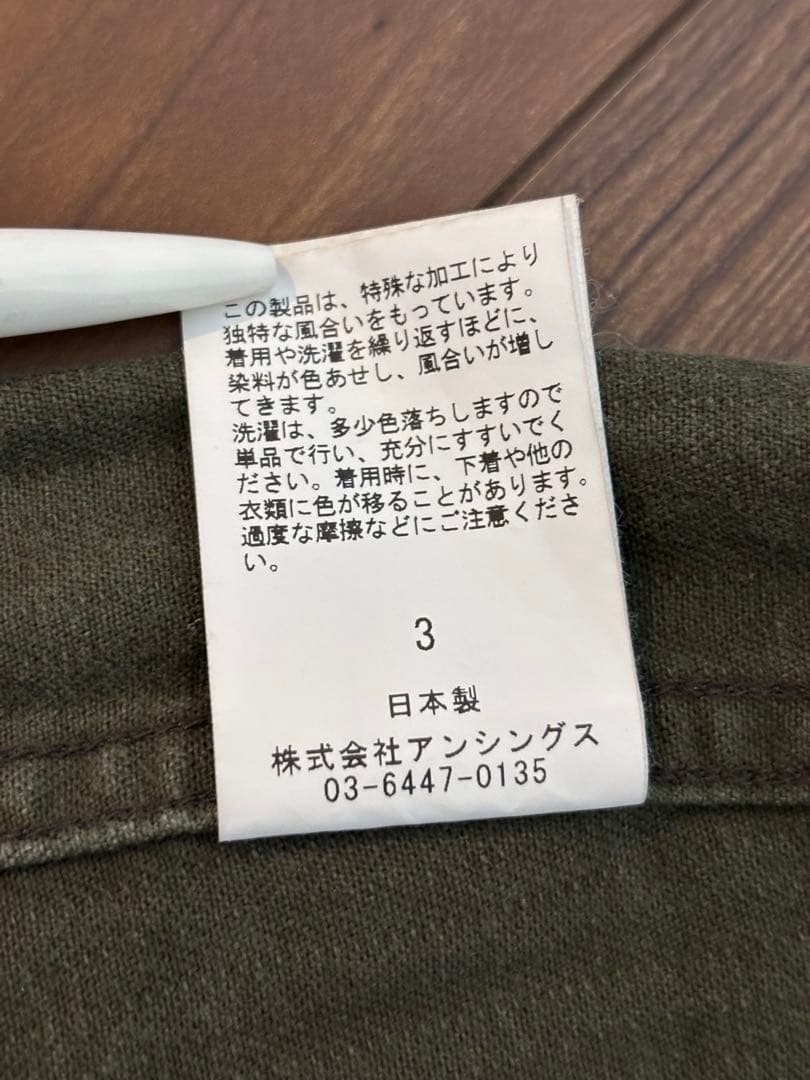 この製品は、特殊な加工により
独特な風合いをもっています。
着用や洗濯を繰り返すほどに、
染料が色あせし、風合いが増し
てきます。
洗濯は、多少色落ちしますので
単品で行い、充分にすすいでく
ださい。着用時に、下着や他の
衣類に色が移ることがあります。
過度な摩擦などにご注意くださ
い。
3
日本製
株式会社アンシングス
03-6447-0135